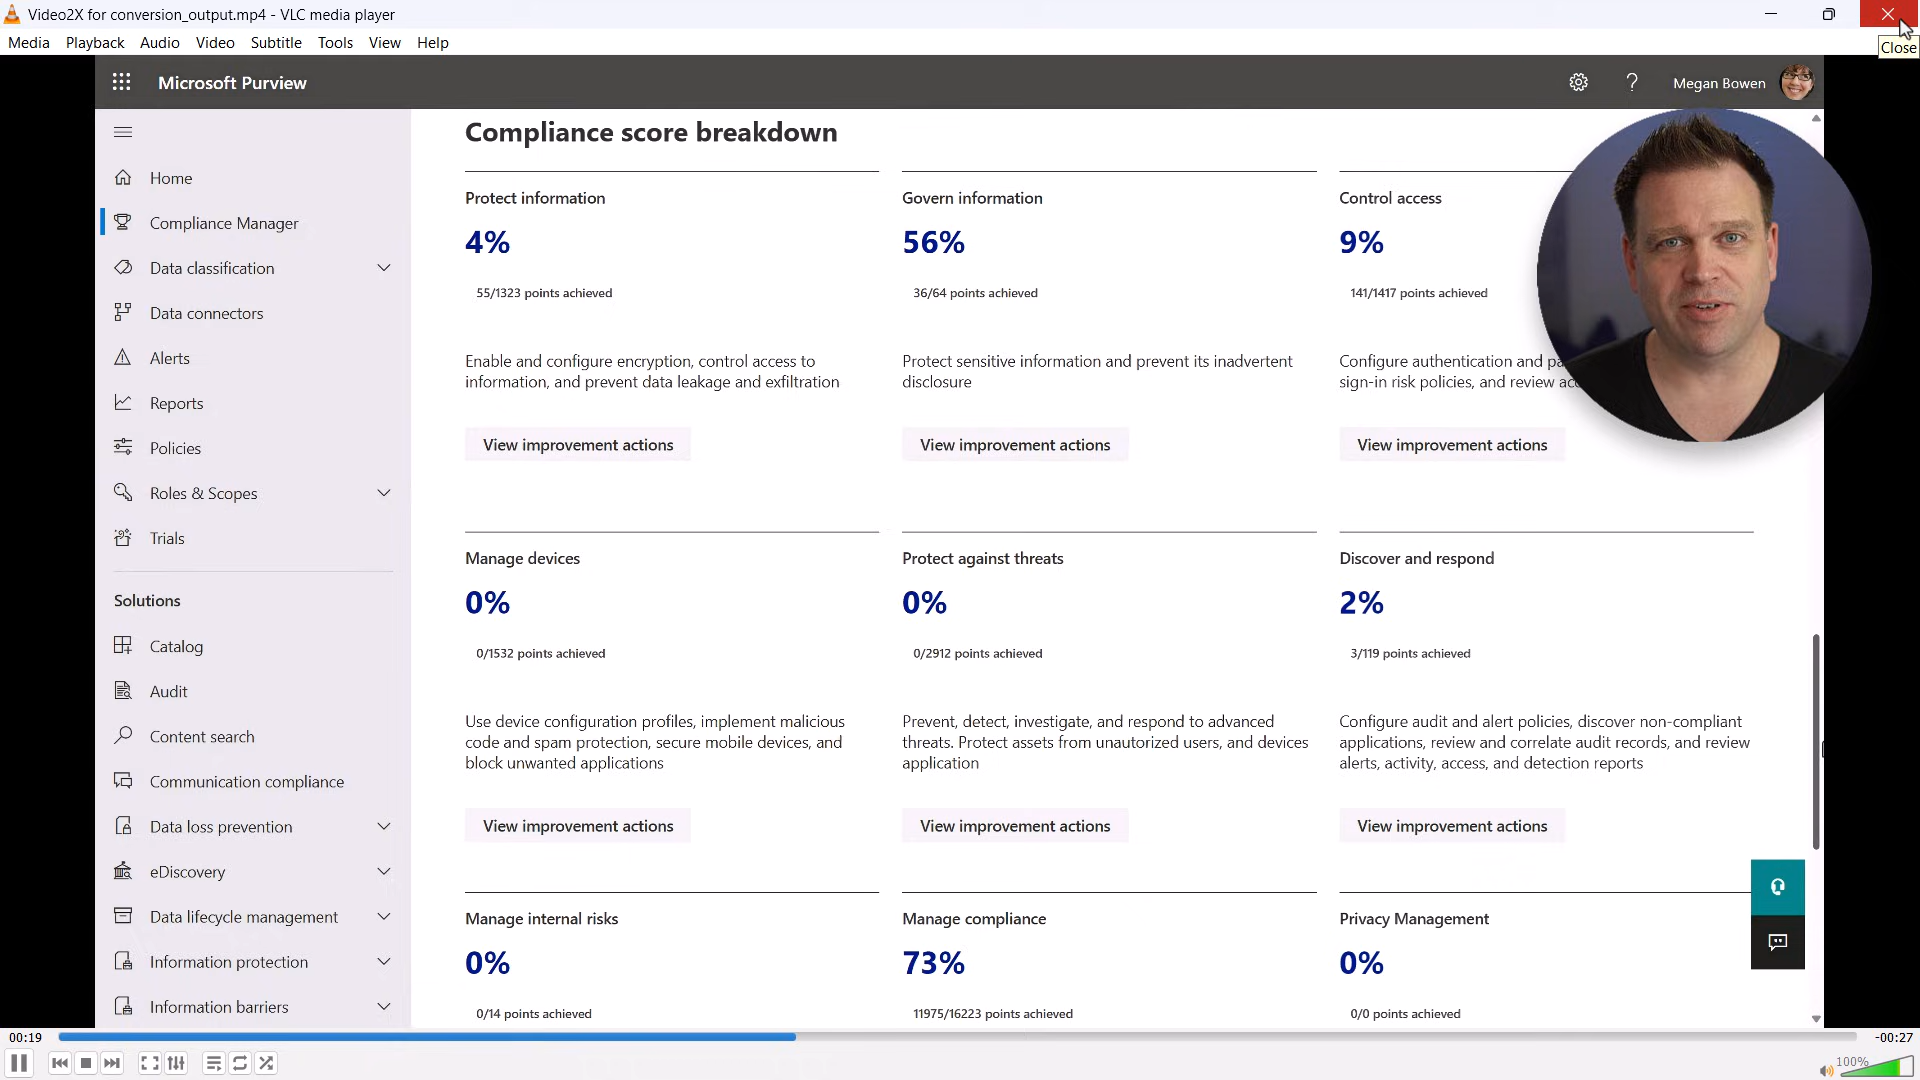 Video2X for conversion_output.mp4 - VLC media player
Close
Media Playback Audio Video Subtitle Tools View Help
Microsoft Purview
Megan Bowen
Home
Compliance Manager
Data classification
Data connectors
Alerts
Reports
Policies
Roles & Scopes
Trials
Solutions
Catalog
Audit
Content search
Communication compliance
Data loss prevention
eDiscovery
Data lifecycle management
Information protection
Information barriers
Compliance score breakdown
Protect information
4%
55/1323 points achieved
Enable and configure encryption, control access to
information, and prevent data leakage and exfiltration
View improvement actions
Govern information
56%
36/64 points achieved
Protect sensitive information and prevent its inadvertent
disclosure
View improvement actions
Control access
9%
141/1417 points achieved
Configure authentication and
sign-in risk policies, and review
View improvement actions
Manage devices
0%
0/1532 points achieved
Use device configuration profiles, implement malicious
code and spam protection, secure mobile devices, and
block unwanted applications
View improvement actions
Protect against threats
0%
0/2912 points achieved
Prevent, detect, investigate, and respond to advanced
threats. Protect assets from unautorized users, and devices
application
View improvement actions
Discover and respond
2%
3/119 points achieved
Configure audit and alert policies, discover non-compliant
applications, review and correlate audit records, and review
alerts, activity, access, and detection reports
View improvement actions
Manage internal risks
0%
0/14 points achieved
Manage compliance
73%
11975/16223 points achieved
Privacy Management
0%
0/0 points achieved
00:19
-00:27
100%